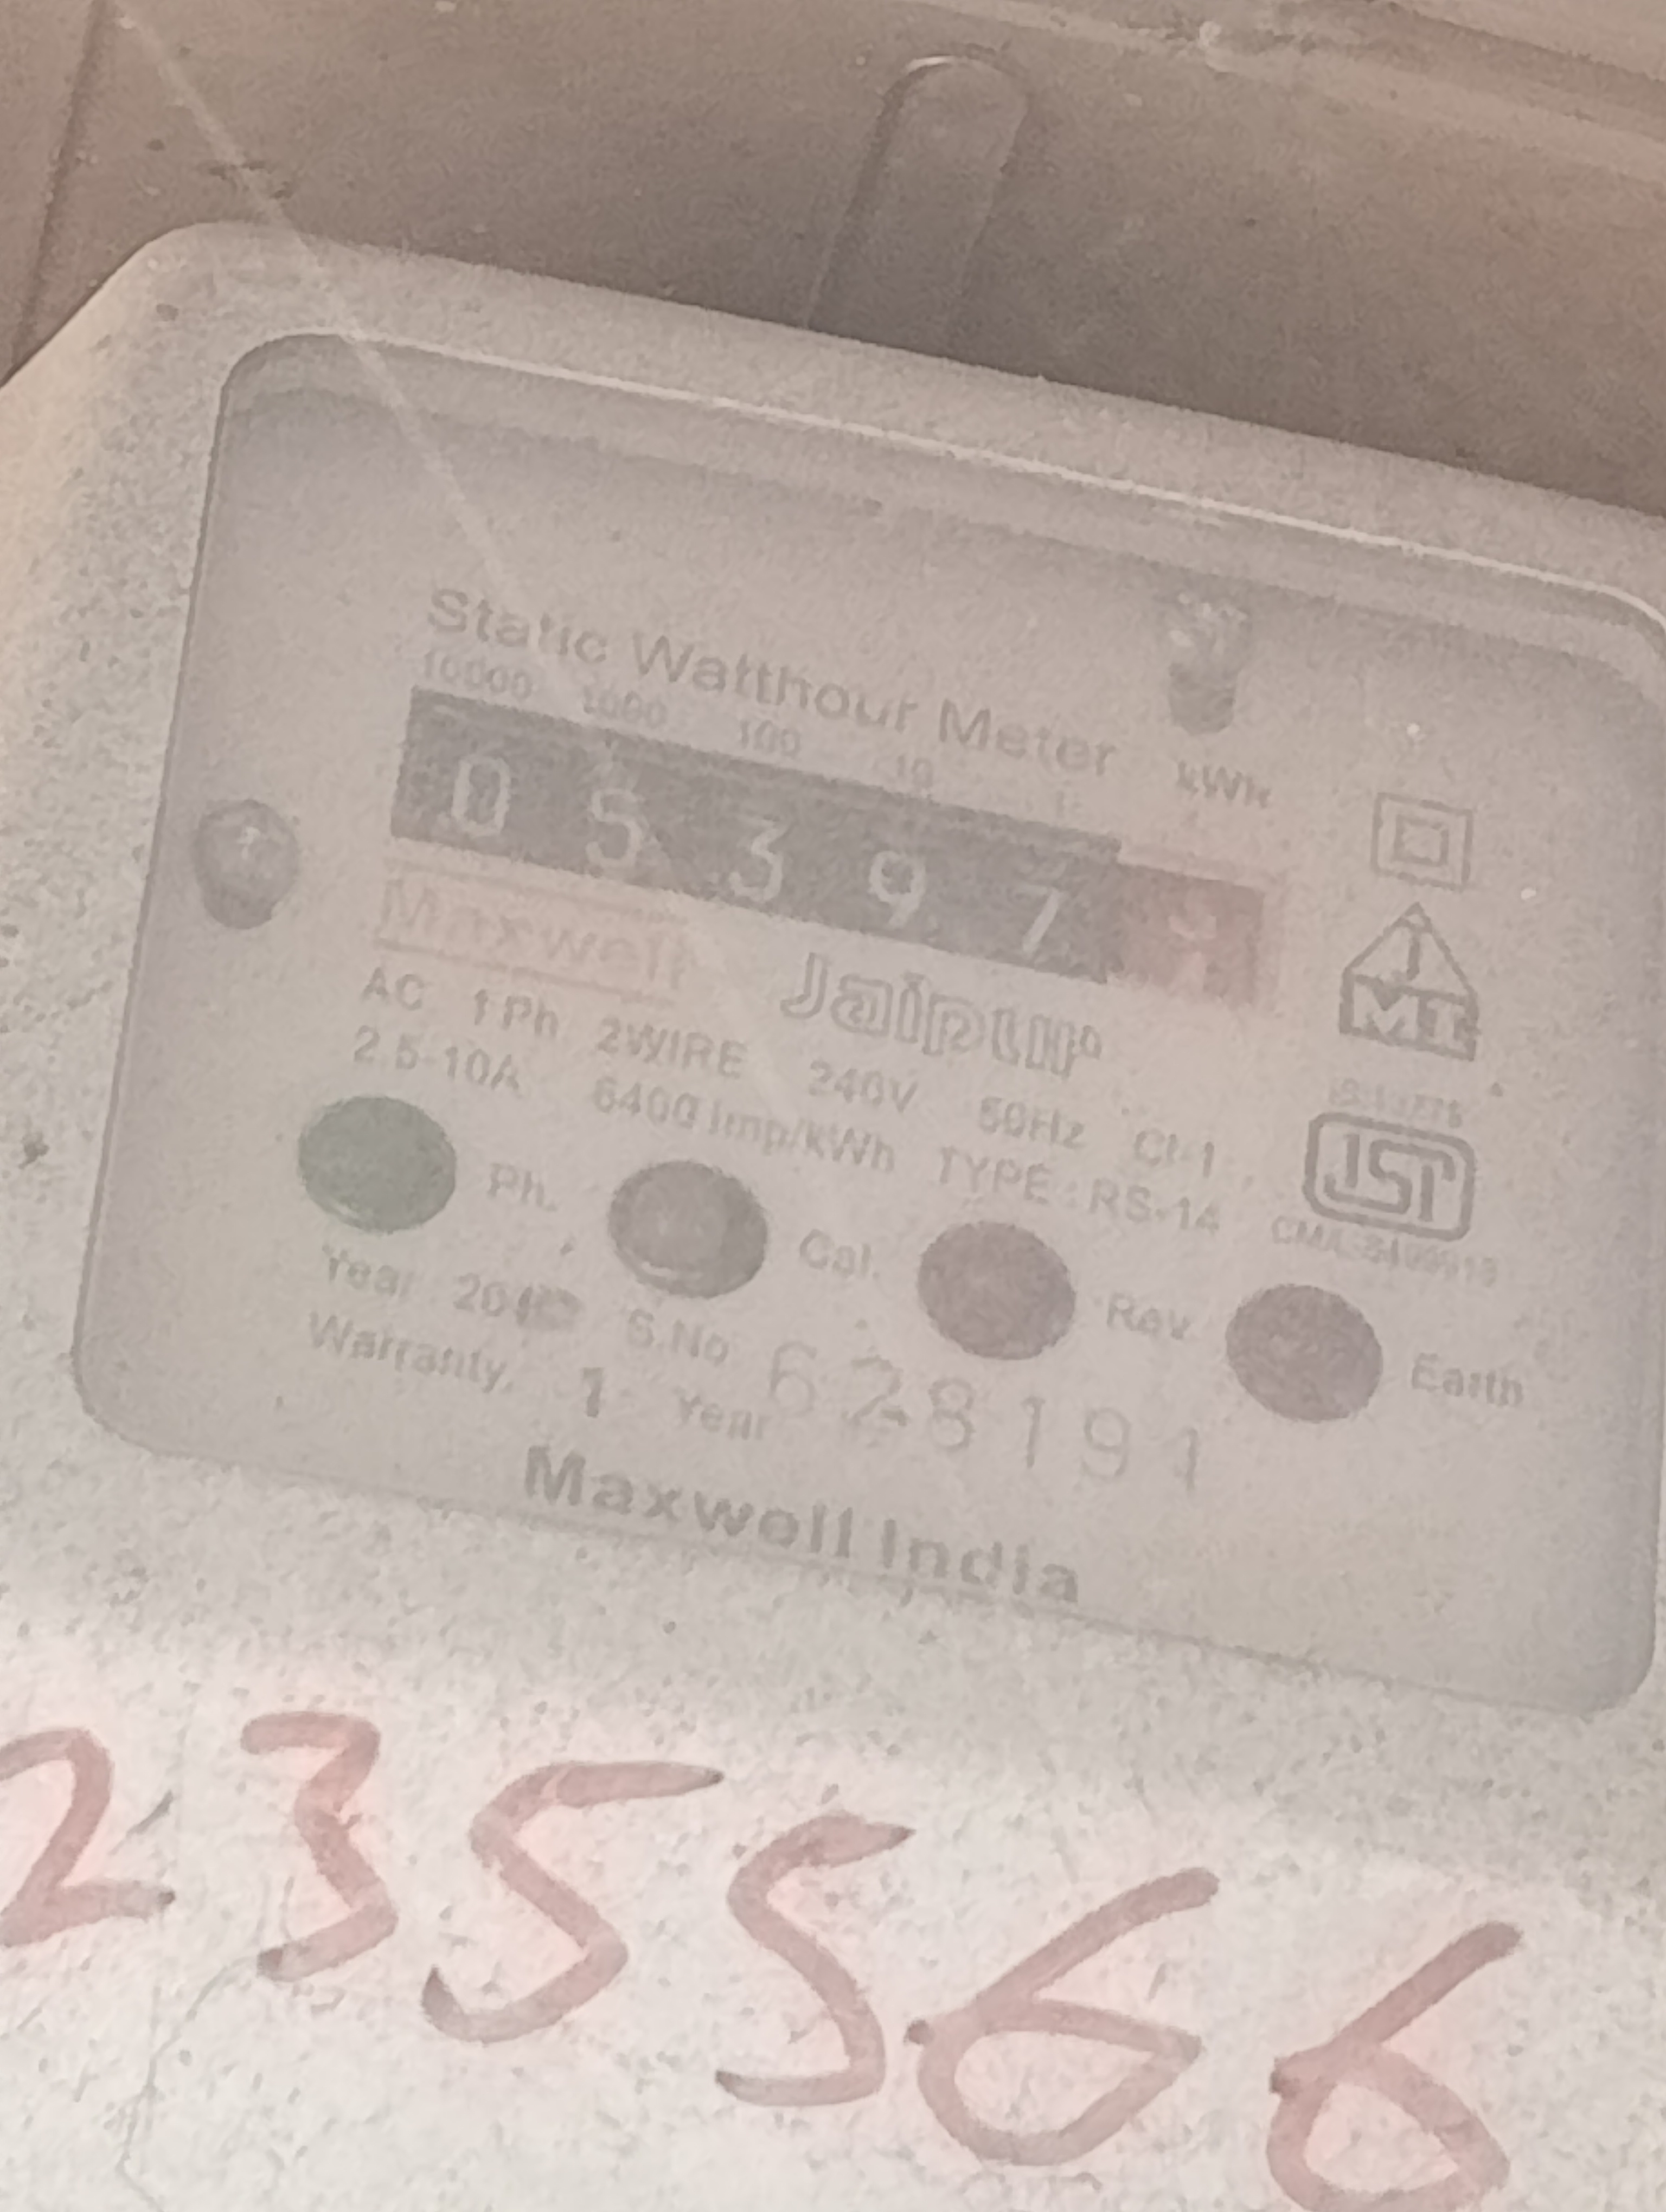 Static Watthour Meter
10000 1000 100 10 1 kWh
0 5 3 9 7
Maxwell Jaipur
AC 1 Ph 2WIRE 240V 50Hz Cl-1
2.5-10A 6400 imp/kWh TYPE : RS-14
Ph. Cal. Rev Earth
Year S.No 628191
Warranty. 1 Year
Maxwell India
235566